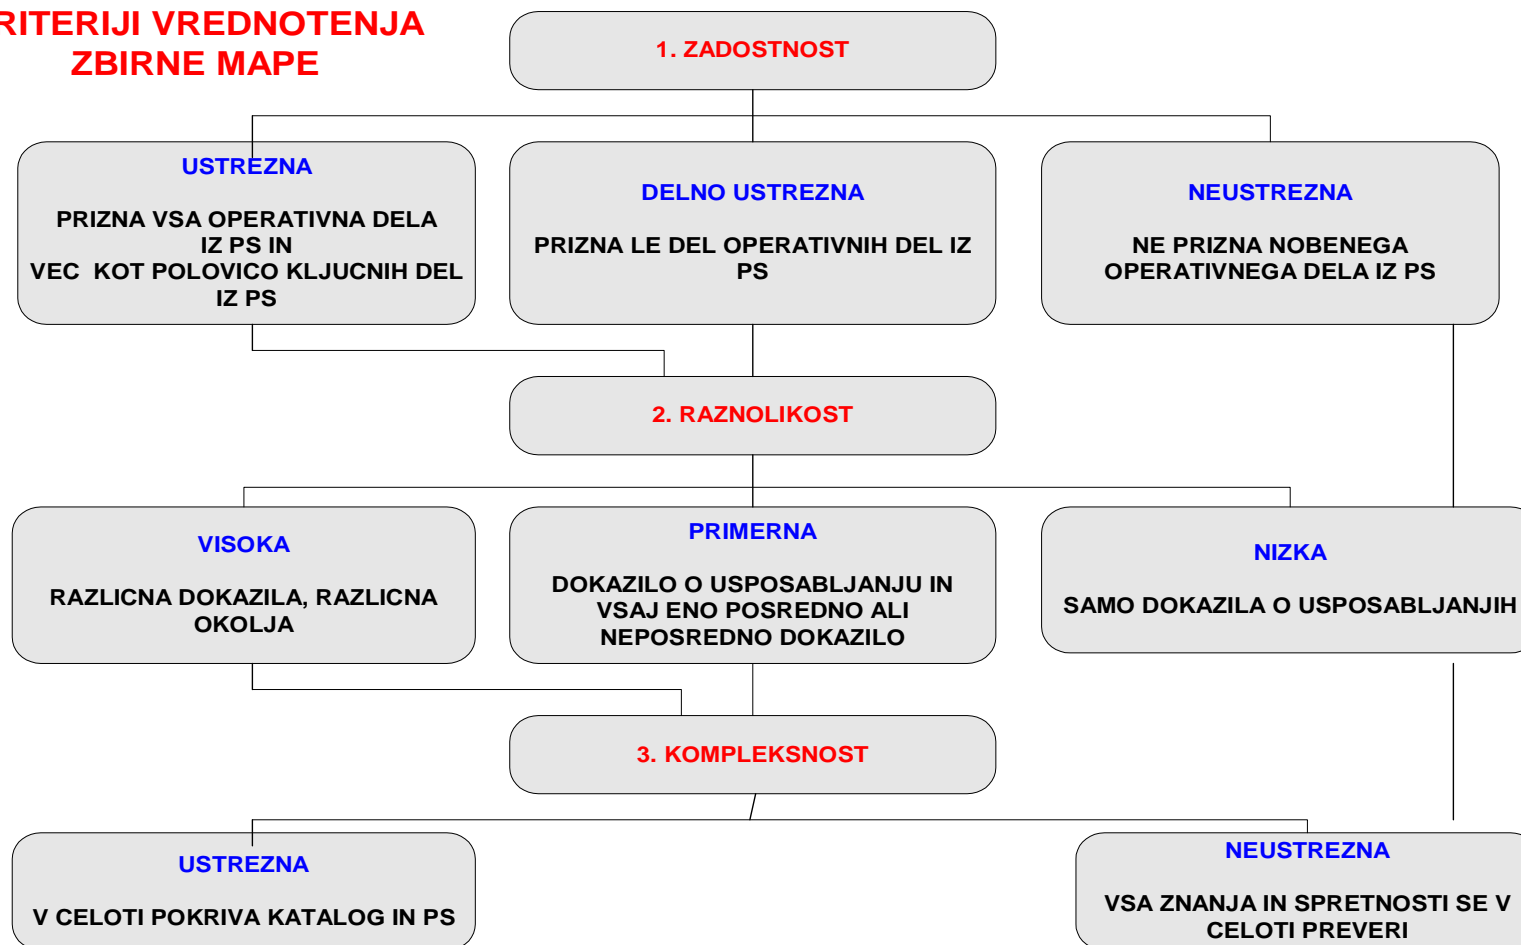 RITERIJI VREDNOTENJA
ZBIRNE MAPE
1. ZADOSTNOST
USTREZNA
PRIZNA VSA OPERATIVNA DELA
IZ PS IN
VEC KOT POLOVICO KLJUCNIH DEL
IZ PS
DELNO USTREZNA
PRIZNA LE DEL OPERATIVNIH DEL IZ
PS
NEUSTREZNA
NE PRIZNA NOBENEGA
OPERATIVNEGA DELA IZ PS
2. RAZNOLIKOST
VISOKA
RAZLICNA DOKAZILA, RAZLICNA
OKOLJA
PRIMERNA
DOKAZILO O USPOSABLJANJU IN
VSAJ ENO POSREDNO ALI
NEPOSREDNO DOKAZILO
NIZKA
SAMO DOKAZILA O USPOSABLJANJIH
3. KOMPLEKSNOST
USTREZNA
V CELOTI POKRIVA KATALOG IN PS
NEUSTREZNA
VSA ZNANJA IN SPRETNOSTI SE V
CELOTI PREVERI